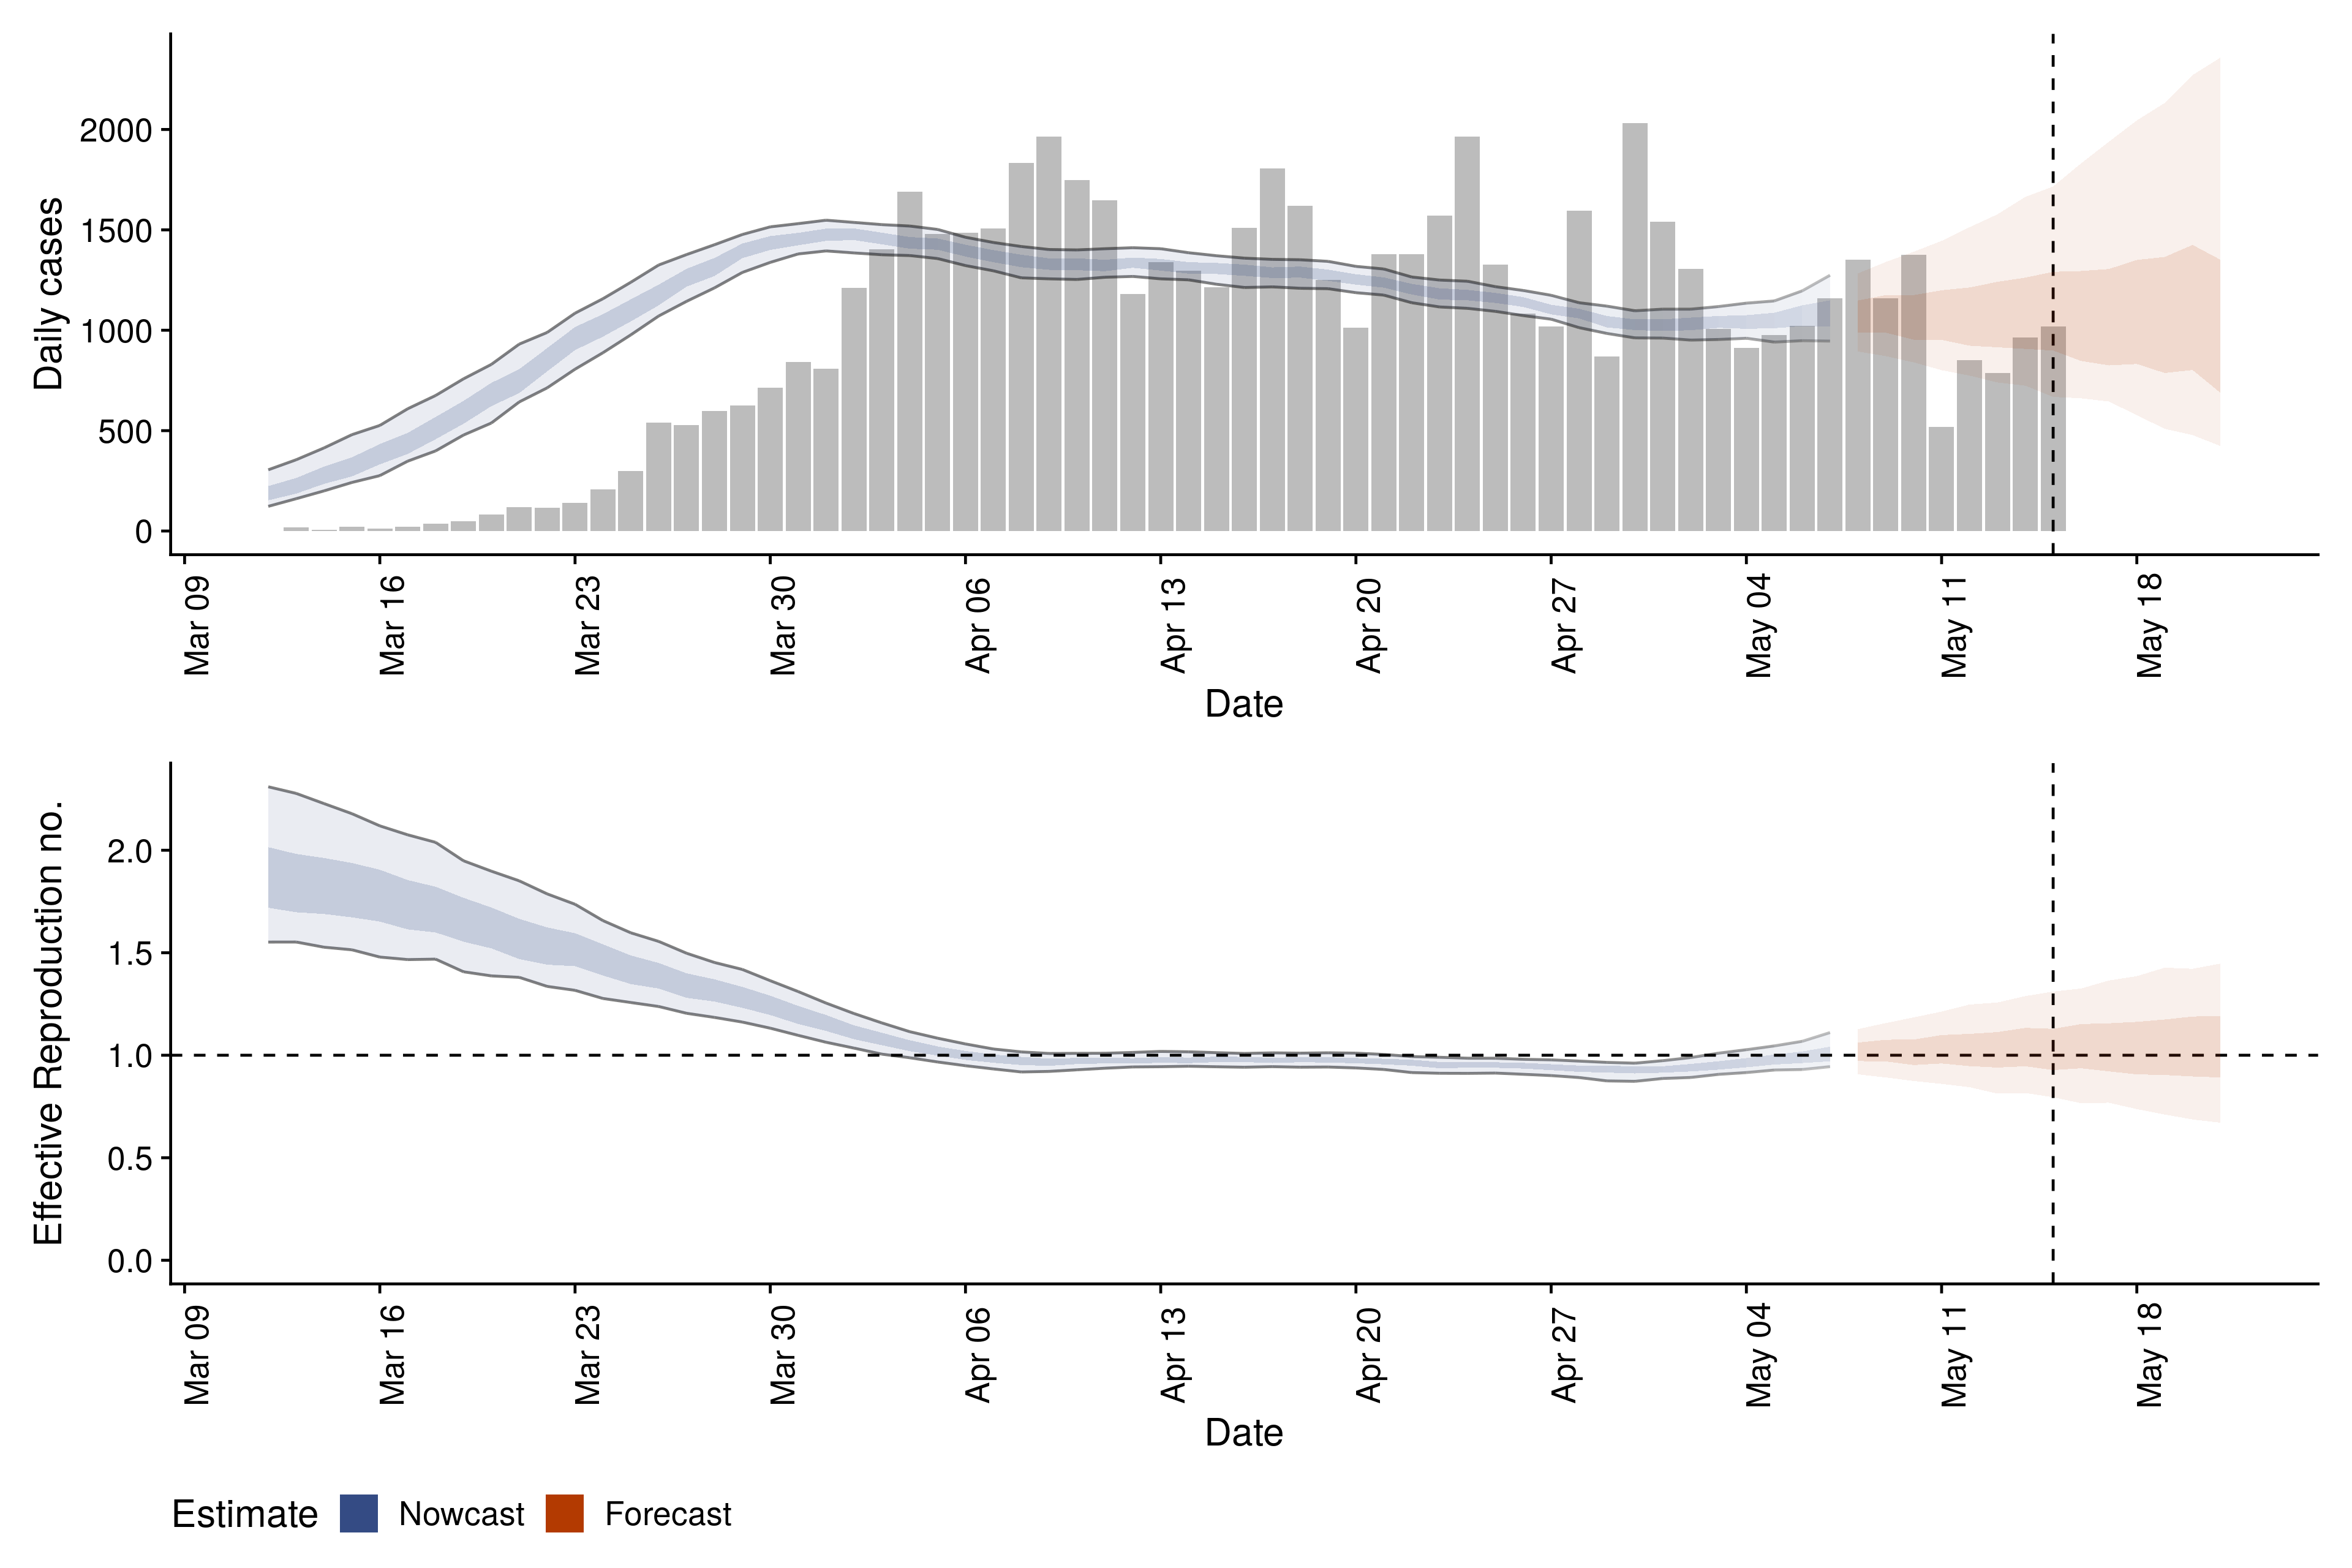 Daily cases
2000
1500
1000
500
0
Mar 09
Mar 16
Mar 23
Mar 30
Apr 06
Apr 13
Apr 20
Apr 27
May 04
May 11
May 18
Date
Effective Reproduction no.
2.0
1.5
1.0
0.5
0.0
Mar 09
Mar 16
Mar 23
Mar 30
Apr 06
Apr 13
Apr 20
Apr 27
May 04
May 11
May 18
Date
Estimate Nowcast Forecast